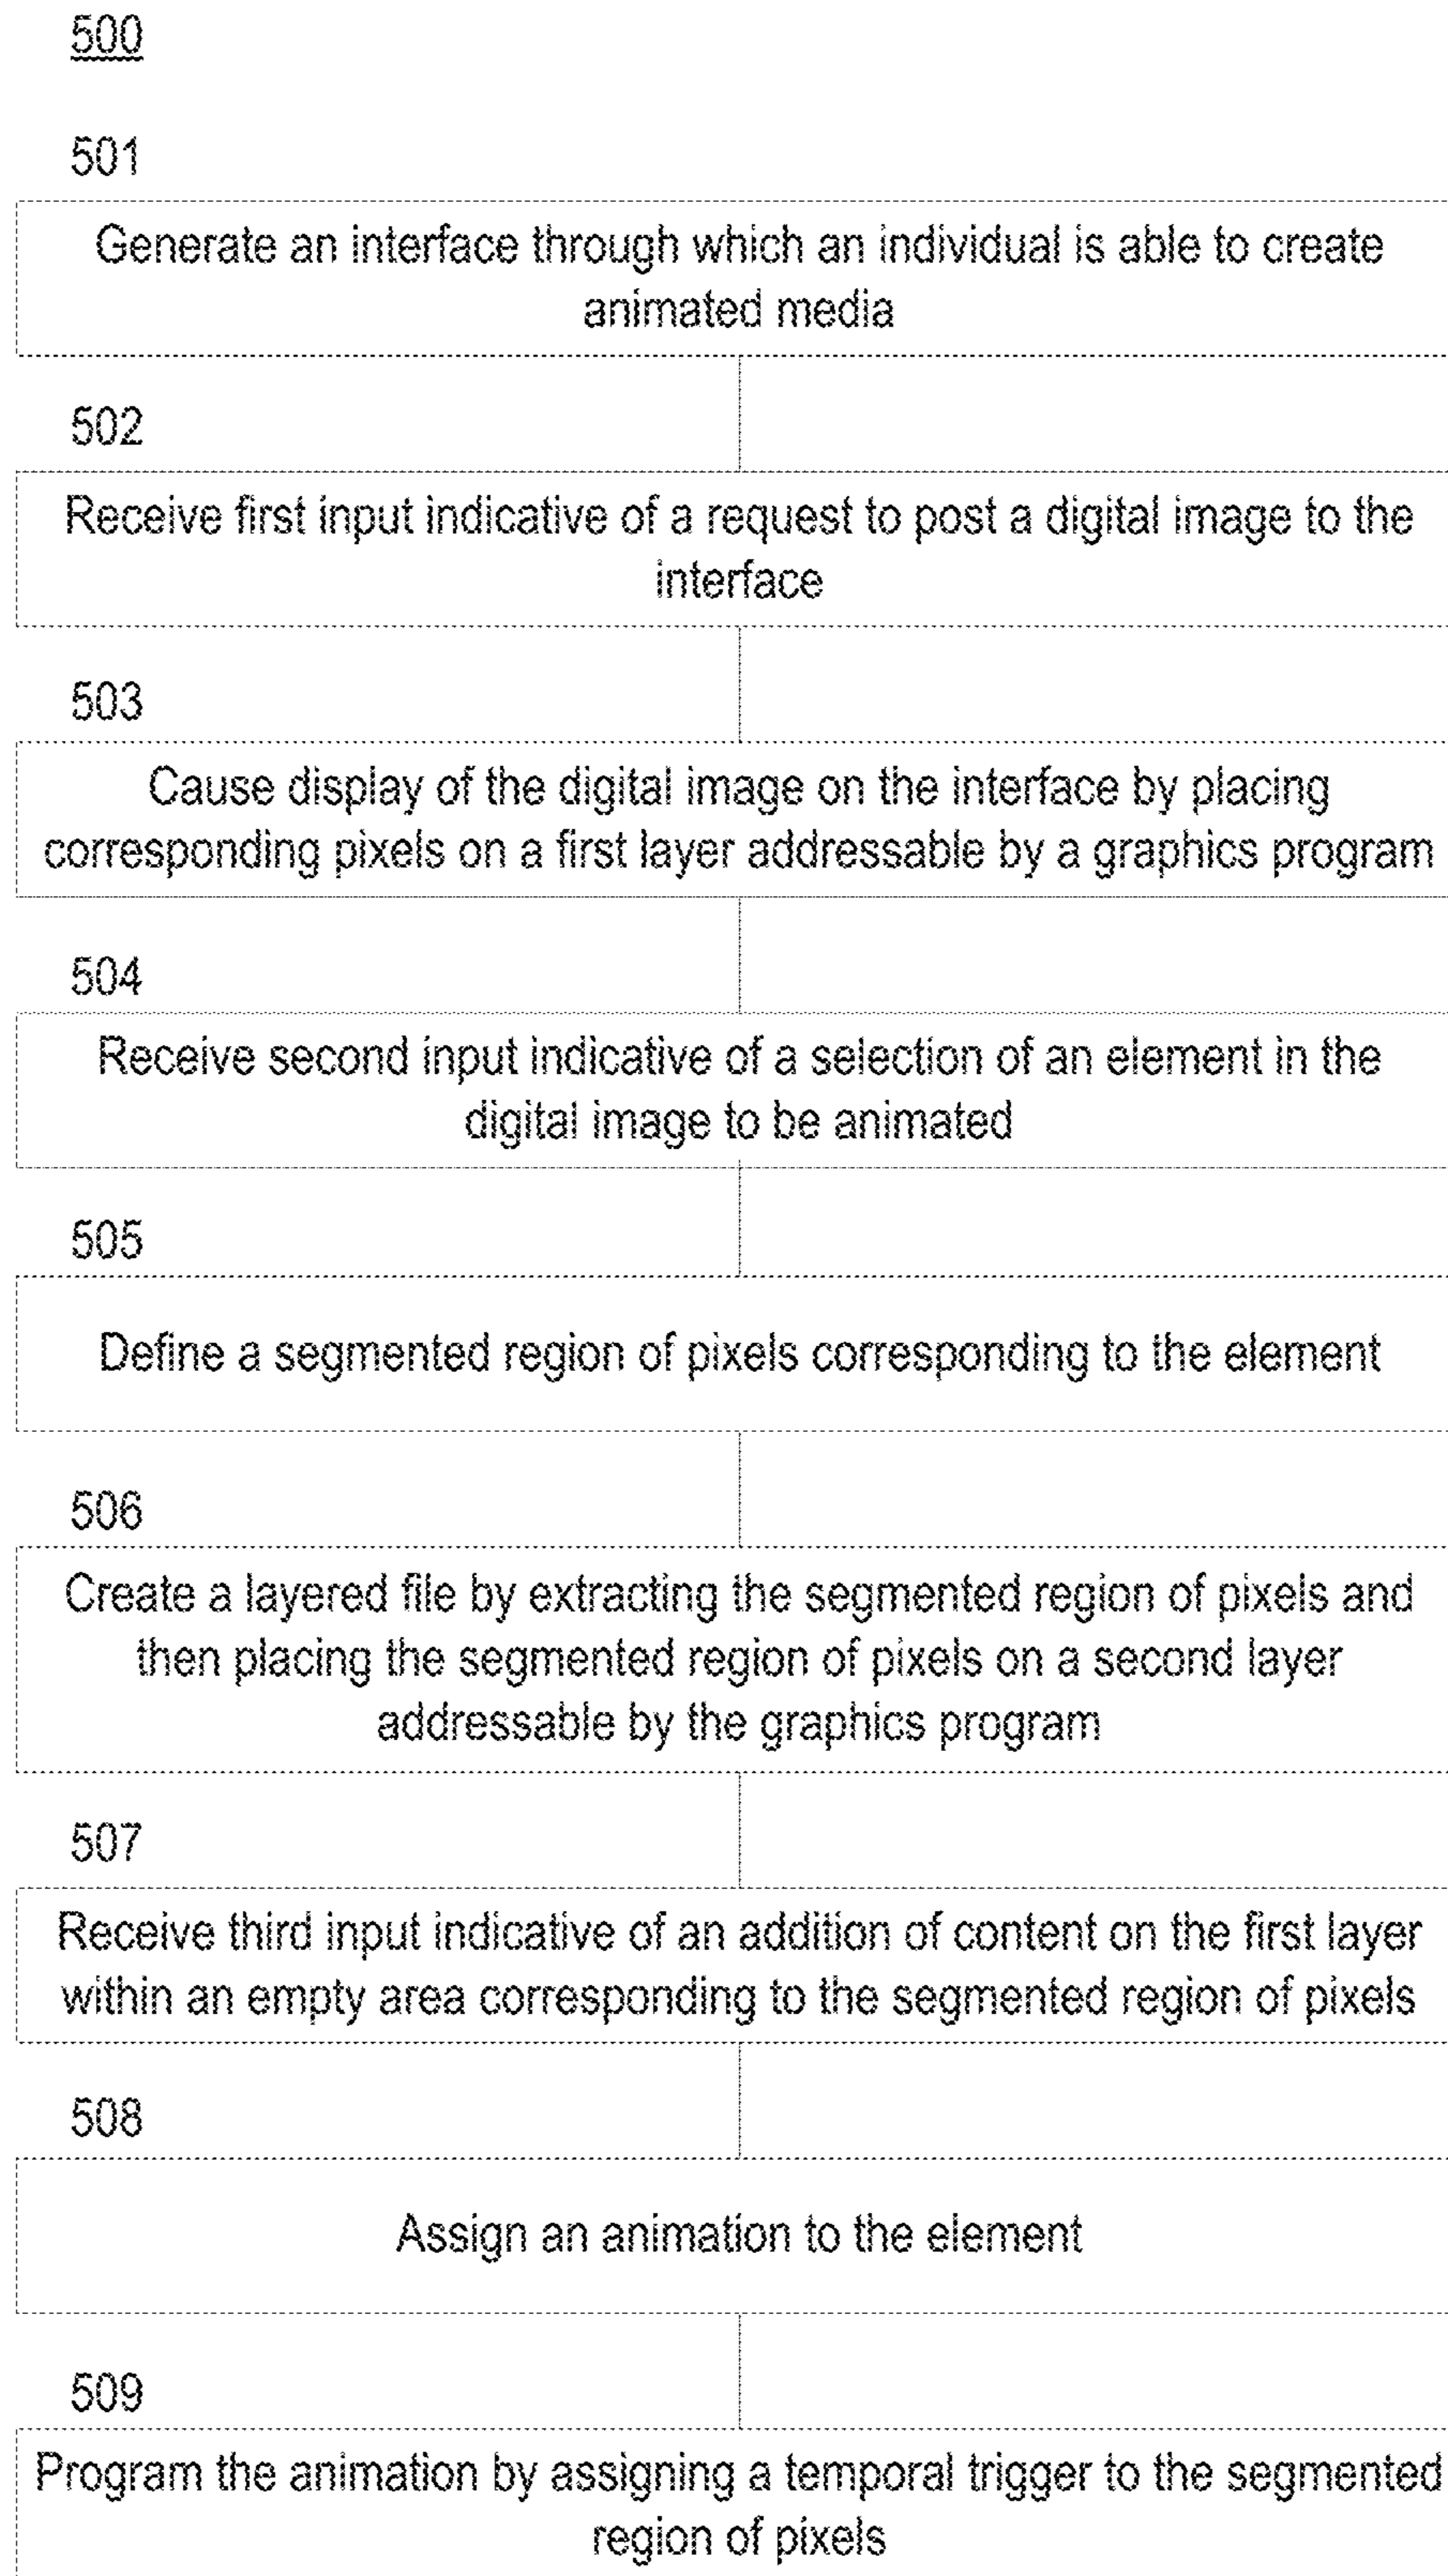 500
501
Generate an interface through which an individual is able to create
animated media
502
Receive first input indicative of a request to post a digital image to the
interface
503
Cause display of the digital image on the interface by placing
corresponding pixels on a first layer addressable by a graphics program
504
Receive second input indicative of a selection of an element in the
digital image to be animated
505
Define a segmented region of pixels corresponding to the element
506
Create a layered file by extracting the segmented region of pixels and
then placing the segmented region of pixels on a second layer
addressable by the graphics program
507
Receive third input indicative of an addition of content on the first layer
within an empty area corresponding to the segmented region of pixels
508
Assign an animation to the element
509
Program the animation by assigning a temporal trigger to the segmented
region of pixels